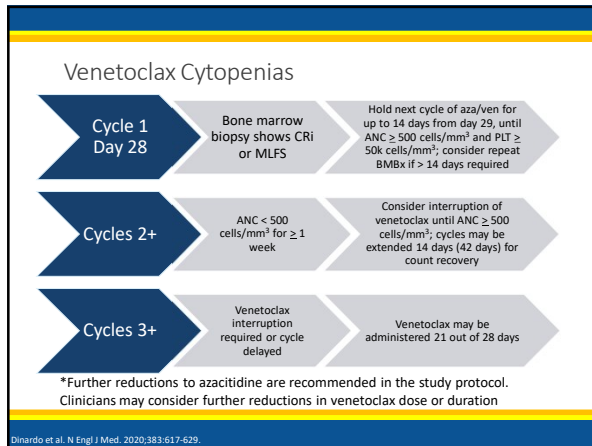 Venetoclax Cytopenias
Cycle 1
Day 28
Bone marrow
biopsy shows CRi
or MLFS
Hold next cycle of aza/ven for
up to 14 days from day 29, until
ANC ≥ 500 cells/mm³ and PLT ≥
50k cells/mm³; consider repeat
BMBx if > 14 days required
Cycles 2+
ANC < 500
cells/mm³ for ≥ 1
week
Consider interruption of
venetoclax until ANC ≥ 500
cells/mm³; cycles may be
extended 14 days (42 days) for
count recovery
Cycles 3+
Venetoclax
interruption
required or cycle
delayed
Venetoclax may be
administered 21 out of 28 days
*Further reductions to azacitidine are recommended in the study protocol.
Clinicians may consider further reductions in venetoclax dose or duration
Dinardo et al. N Engl J Med. 2020;383:617-629.